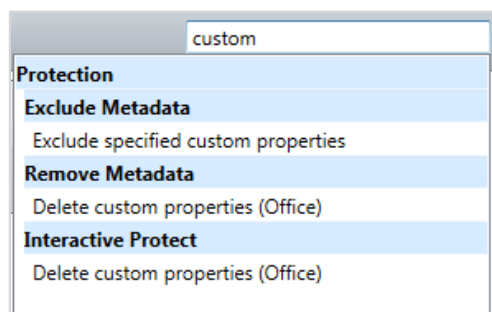 custom
Protection
Exclude Metadata
Exclude specified custom properties
Remove Metadata
Delete custom properties (Office)
Interactive Protect
Delete custom properties (Office)